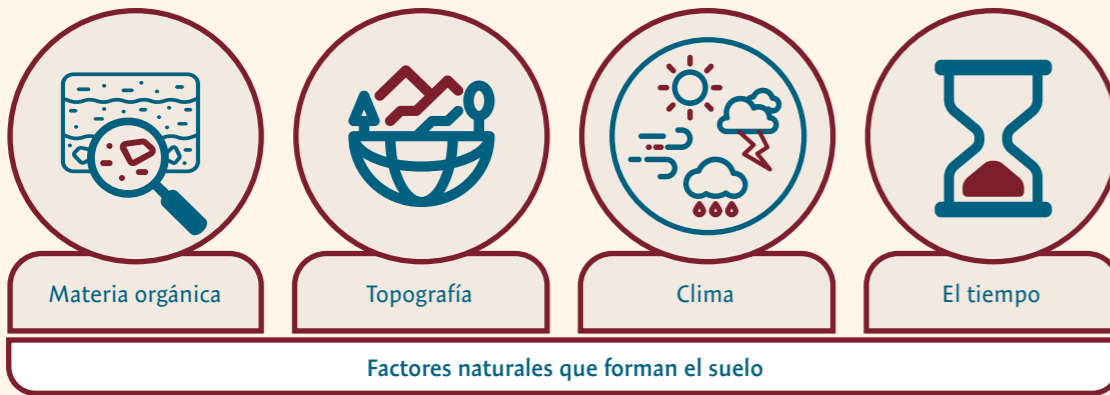 Materia orgánica
Topografía
Clima
El tiempo
Factores naturales que forman el suelo